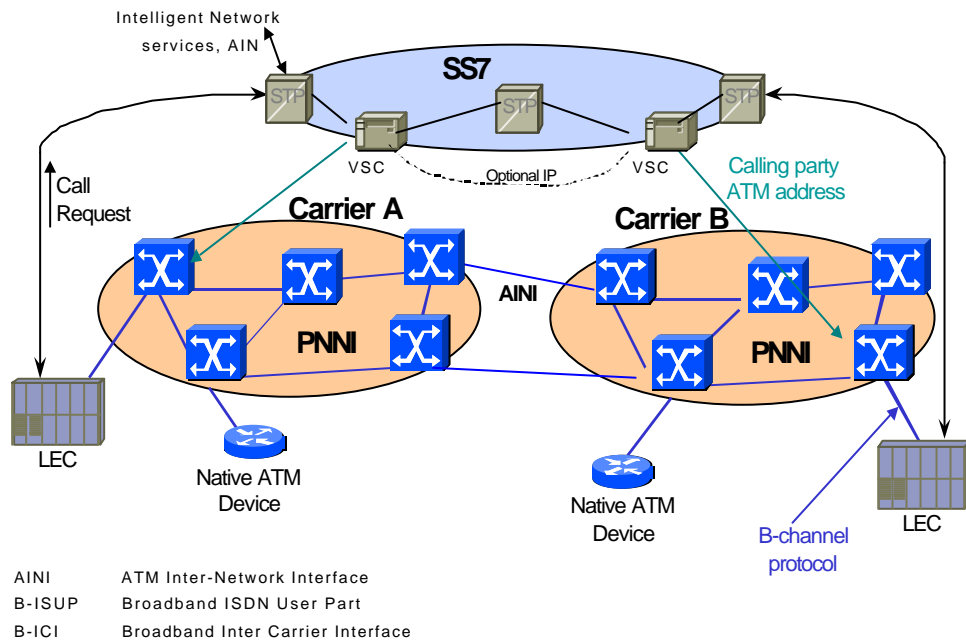 Intelligent Network
services, AIN
SS7
STP
STP
STP
VSC
VSC
Optional IP
Call
Request
Calling party
ATM address
Carrier A
Carrier B
AINI
PNNI
PNNI
LEC
Native ATM
Device
Native ATM
Device
LEC
B-channel
protocol
AINI ATM Inter-Network Interface
B-ISUP Broadband ISDN User Part
B-ICI Broadband Inter Carrier Interface